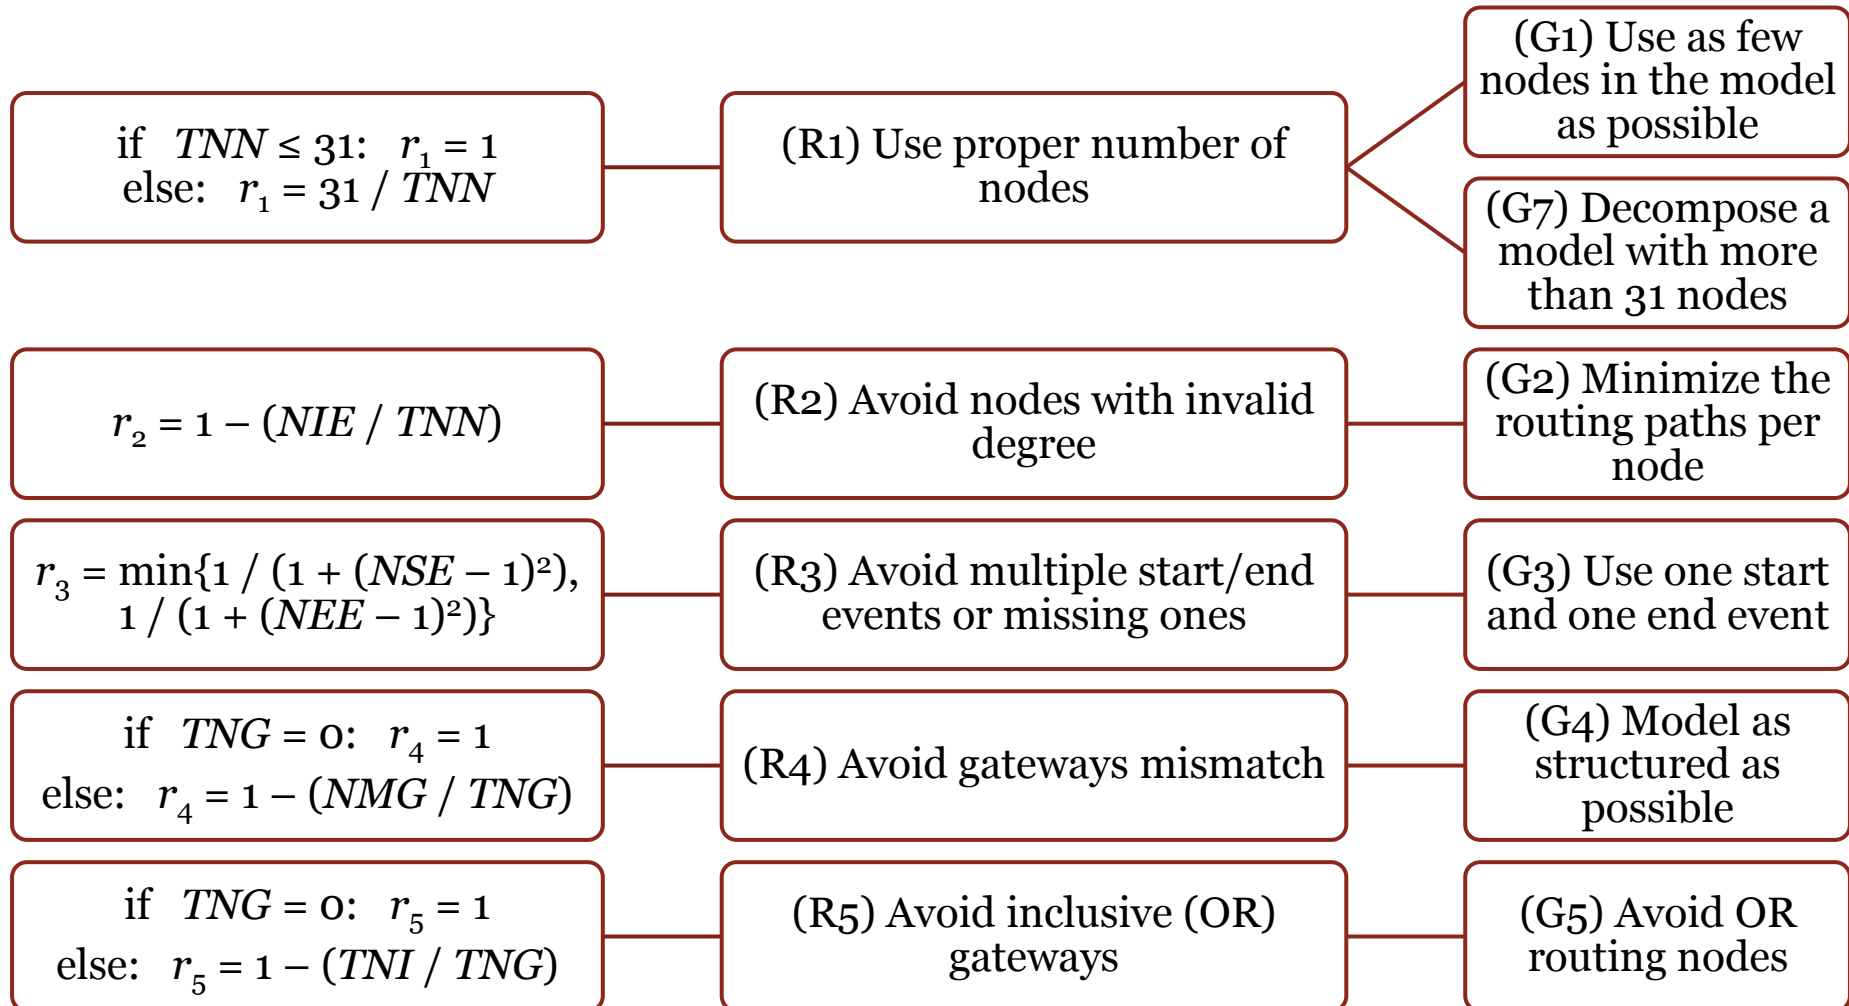 if TNN ≤ 31: r₁ = 1
else: r₁ = 31 / TNN
(R1) Use proper number of
nodes
(G1) Use as few
nodes in the model
as possible
(G7) Decompose a
model with more
than 31 nodes
r₂ = 1 – (NIE / TNN)
(R2) Avoid nodes with invalid
degree
(G2) Minimize the
routing paths per
node
r₃ = min{1 / (1 + (NSE – 1)²),
1 / (1 + (NEE – 1)²)}
(R3) Avoid multiple start/end
events or missing ones
(G3) Use one start
and one end event
if TNG = 0: r₄ = 1
else: r₄ = 1 – (NMG / TNG)
(R4) Avoid gateways mismatch
(G4) Model as
structured as
possible
if TNG = 0: r₅ = 1
else: r₅ = 1 – (TNI / TNG)
(R5) Avoid inclusive (OR)
gateways
(G5) Avoid OR
routing nodes